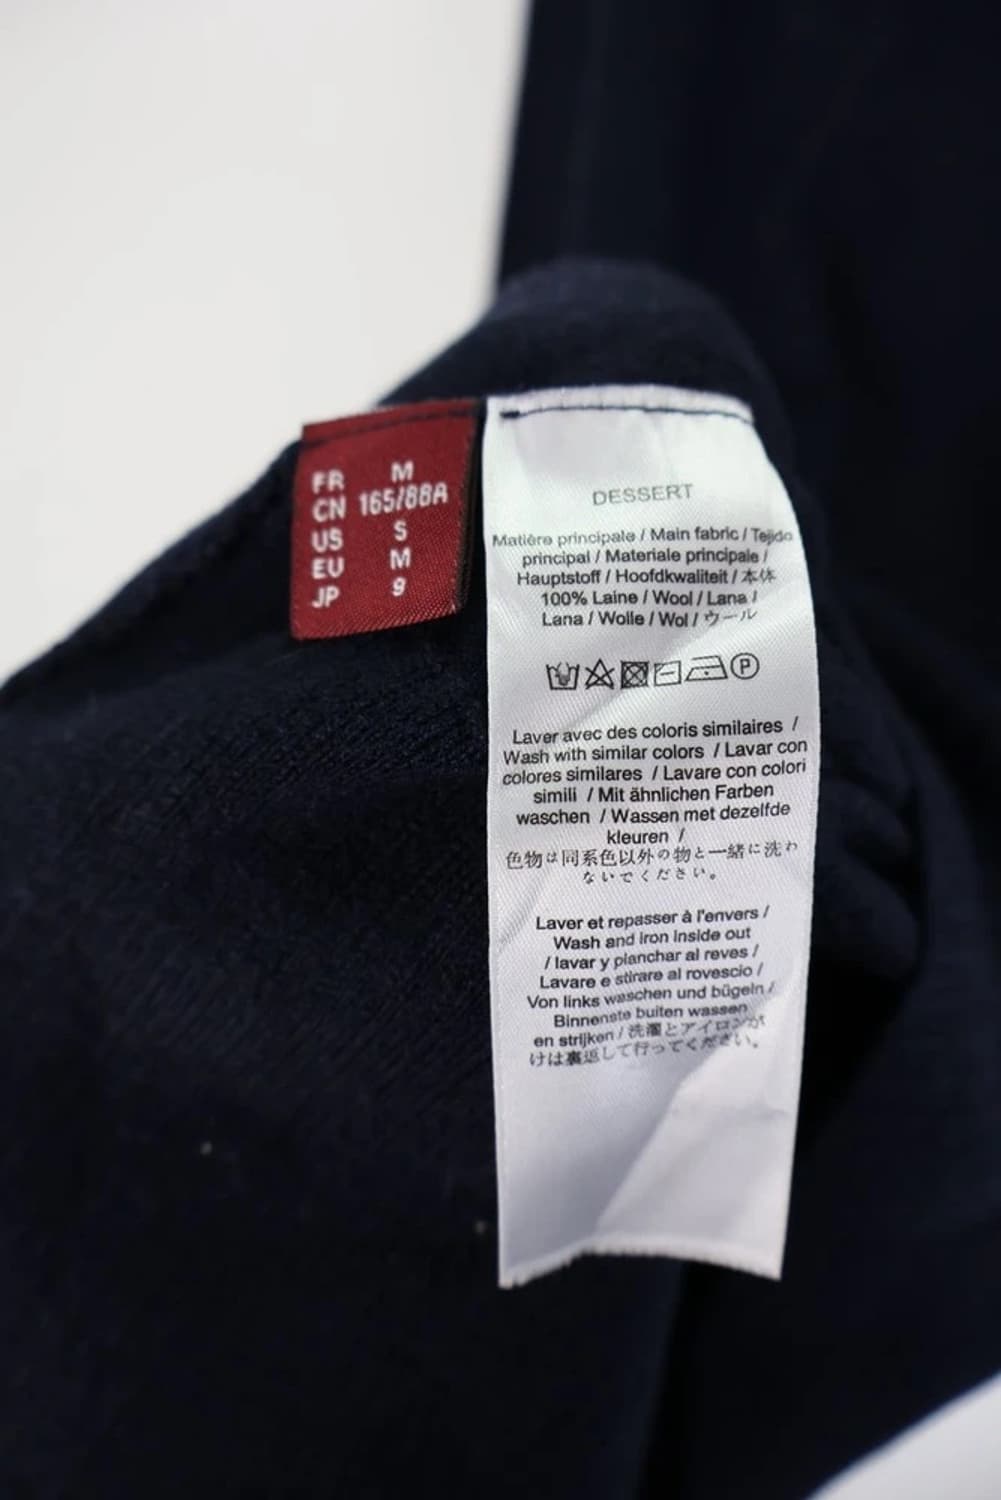 FR M
CN 165/88A
US S
EU M
JP 9
DESSERT
Matière principale / Main fabric / Tejido
principal / Materiale principale /
Hauptstoff / Hoofdkwaliteit / 本体
100% Laine / Wool / Lana /
Lana / Wolle / Wol / ウール
P
Laver avec des coloris similaires /
Wash with similar colors / Lavar con
colores similares / Lavare con colori
simili / Mit ähnlichen Farben
waschen / Wassen met dezelfde
kleuren /
色物は同系色以外の物と一緒に洗わ
ないでください。
Laver et repasser à l'envers /
Wash and iron inside out
/ lavar y planchar al reves /
Lavare e stirare al rovescio /
Von links waschen und bügeln /
Binnenste buiten wassen
en strijken / 洗濯とアイロンが
けは裏返して行ってください。